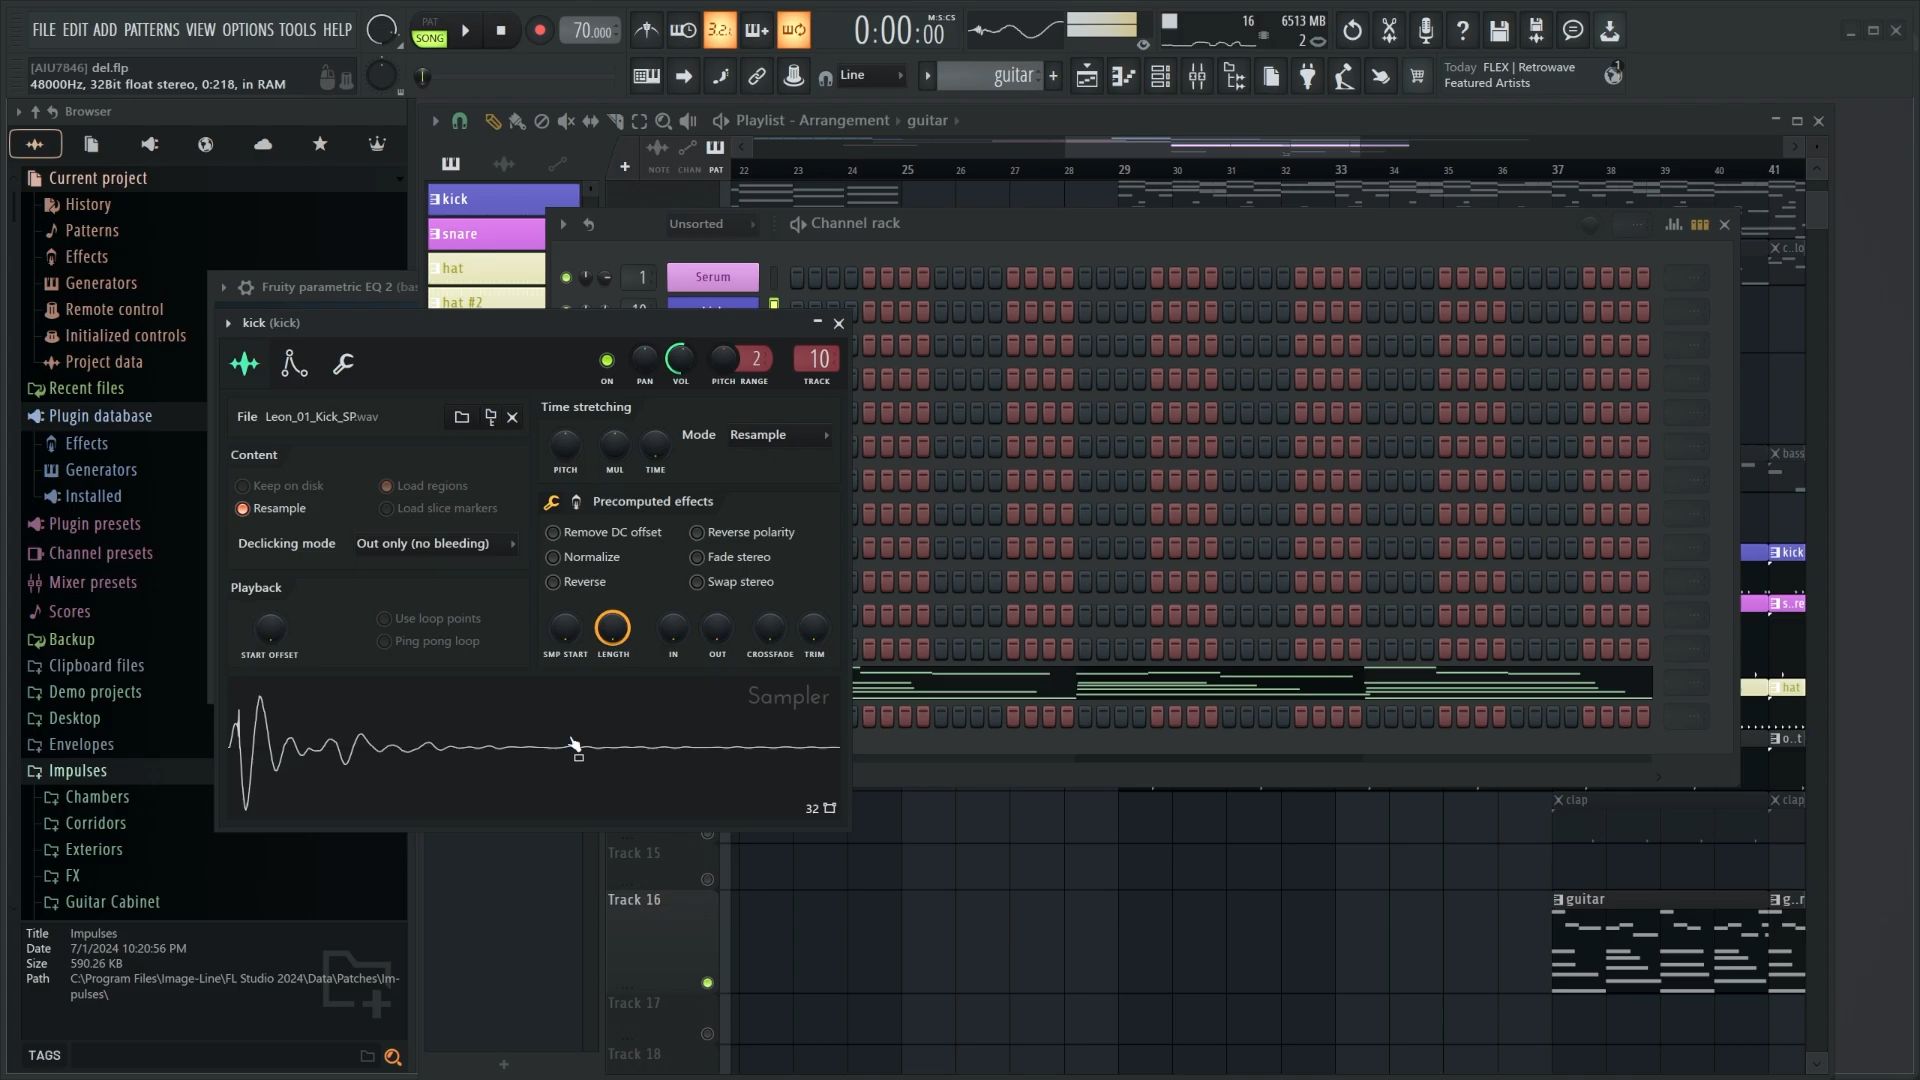 FILE EDIT ADD PATTERNS VIEW OPTIONS TOOLS HELP
PAT
SONG
70.000
3.2.
0:00:00
M:S:CS
16
6513 MB
2
[AIU7846] del.flp
48000Hz, 32Bit float stereo, 0:218, in RAM
Line
guitar
Today FLEX | Retrowave
Featured Artists
1
Browser
Playlist - Arrangement › guitar
NOTE CHAN PAT
22 23 24 25 26 27 28 29 30 31 32 33 34 35 36 37 38 39 40 41
Current project
History
Patterns
Effects
Generators
Remote control
Initialized controls
Project data
Recent files
Plugin database
Effects
Generators
Installed
Plugin presets
Channel presets
Mixer presets
Scores
Backup
Clipboard files
Demo projects
Desktop
Envelopes
Impulses
Chambers
Corridors
Exteriors
FX
Guitar Cabinet
Title Impulses
Date 7/1/2024 10:20:56 PM
Size 590.26 KB
Path C:\Program Files\Image-Line\FL Studio 2024\Data\Patches\Im-
pulses\
TAGS
kick
snare
hat
hat #2
Unsorted
Channel rack
1 Serum
Fruity parametric EQ 2 (bas
kick (kick)
2
10
ON PAN VOL PITCH RANGE TRACK
File Leon_01_Kick_SP.wav
Content
Keep on disk
Load regions
Resample
Load slice markers
Declicking mode Out only (no bleeding)
Playback
START OFFSET
Use loop points
Ping pong loop
Time stretching
PITCH MUL TIME
Mode Resample
Precomputed effects
Remove DC offset
Reverse polarity
Normalize
Fade stereo
Reverse
Swap stereo
SMP START LENGTH IN OUT CROSSFADE TRIM
Sampler
32
c..lo
bass
kick
s..re
hat
o..t
clap
clap
guitar
g..r
Track 15
Track 16
Track 17
Track 18